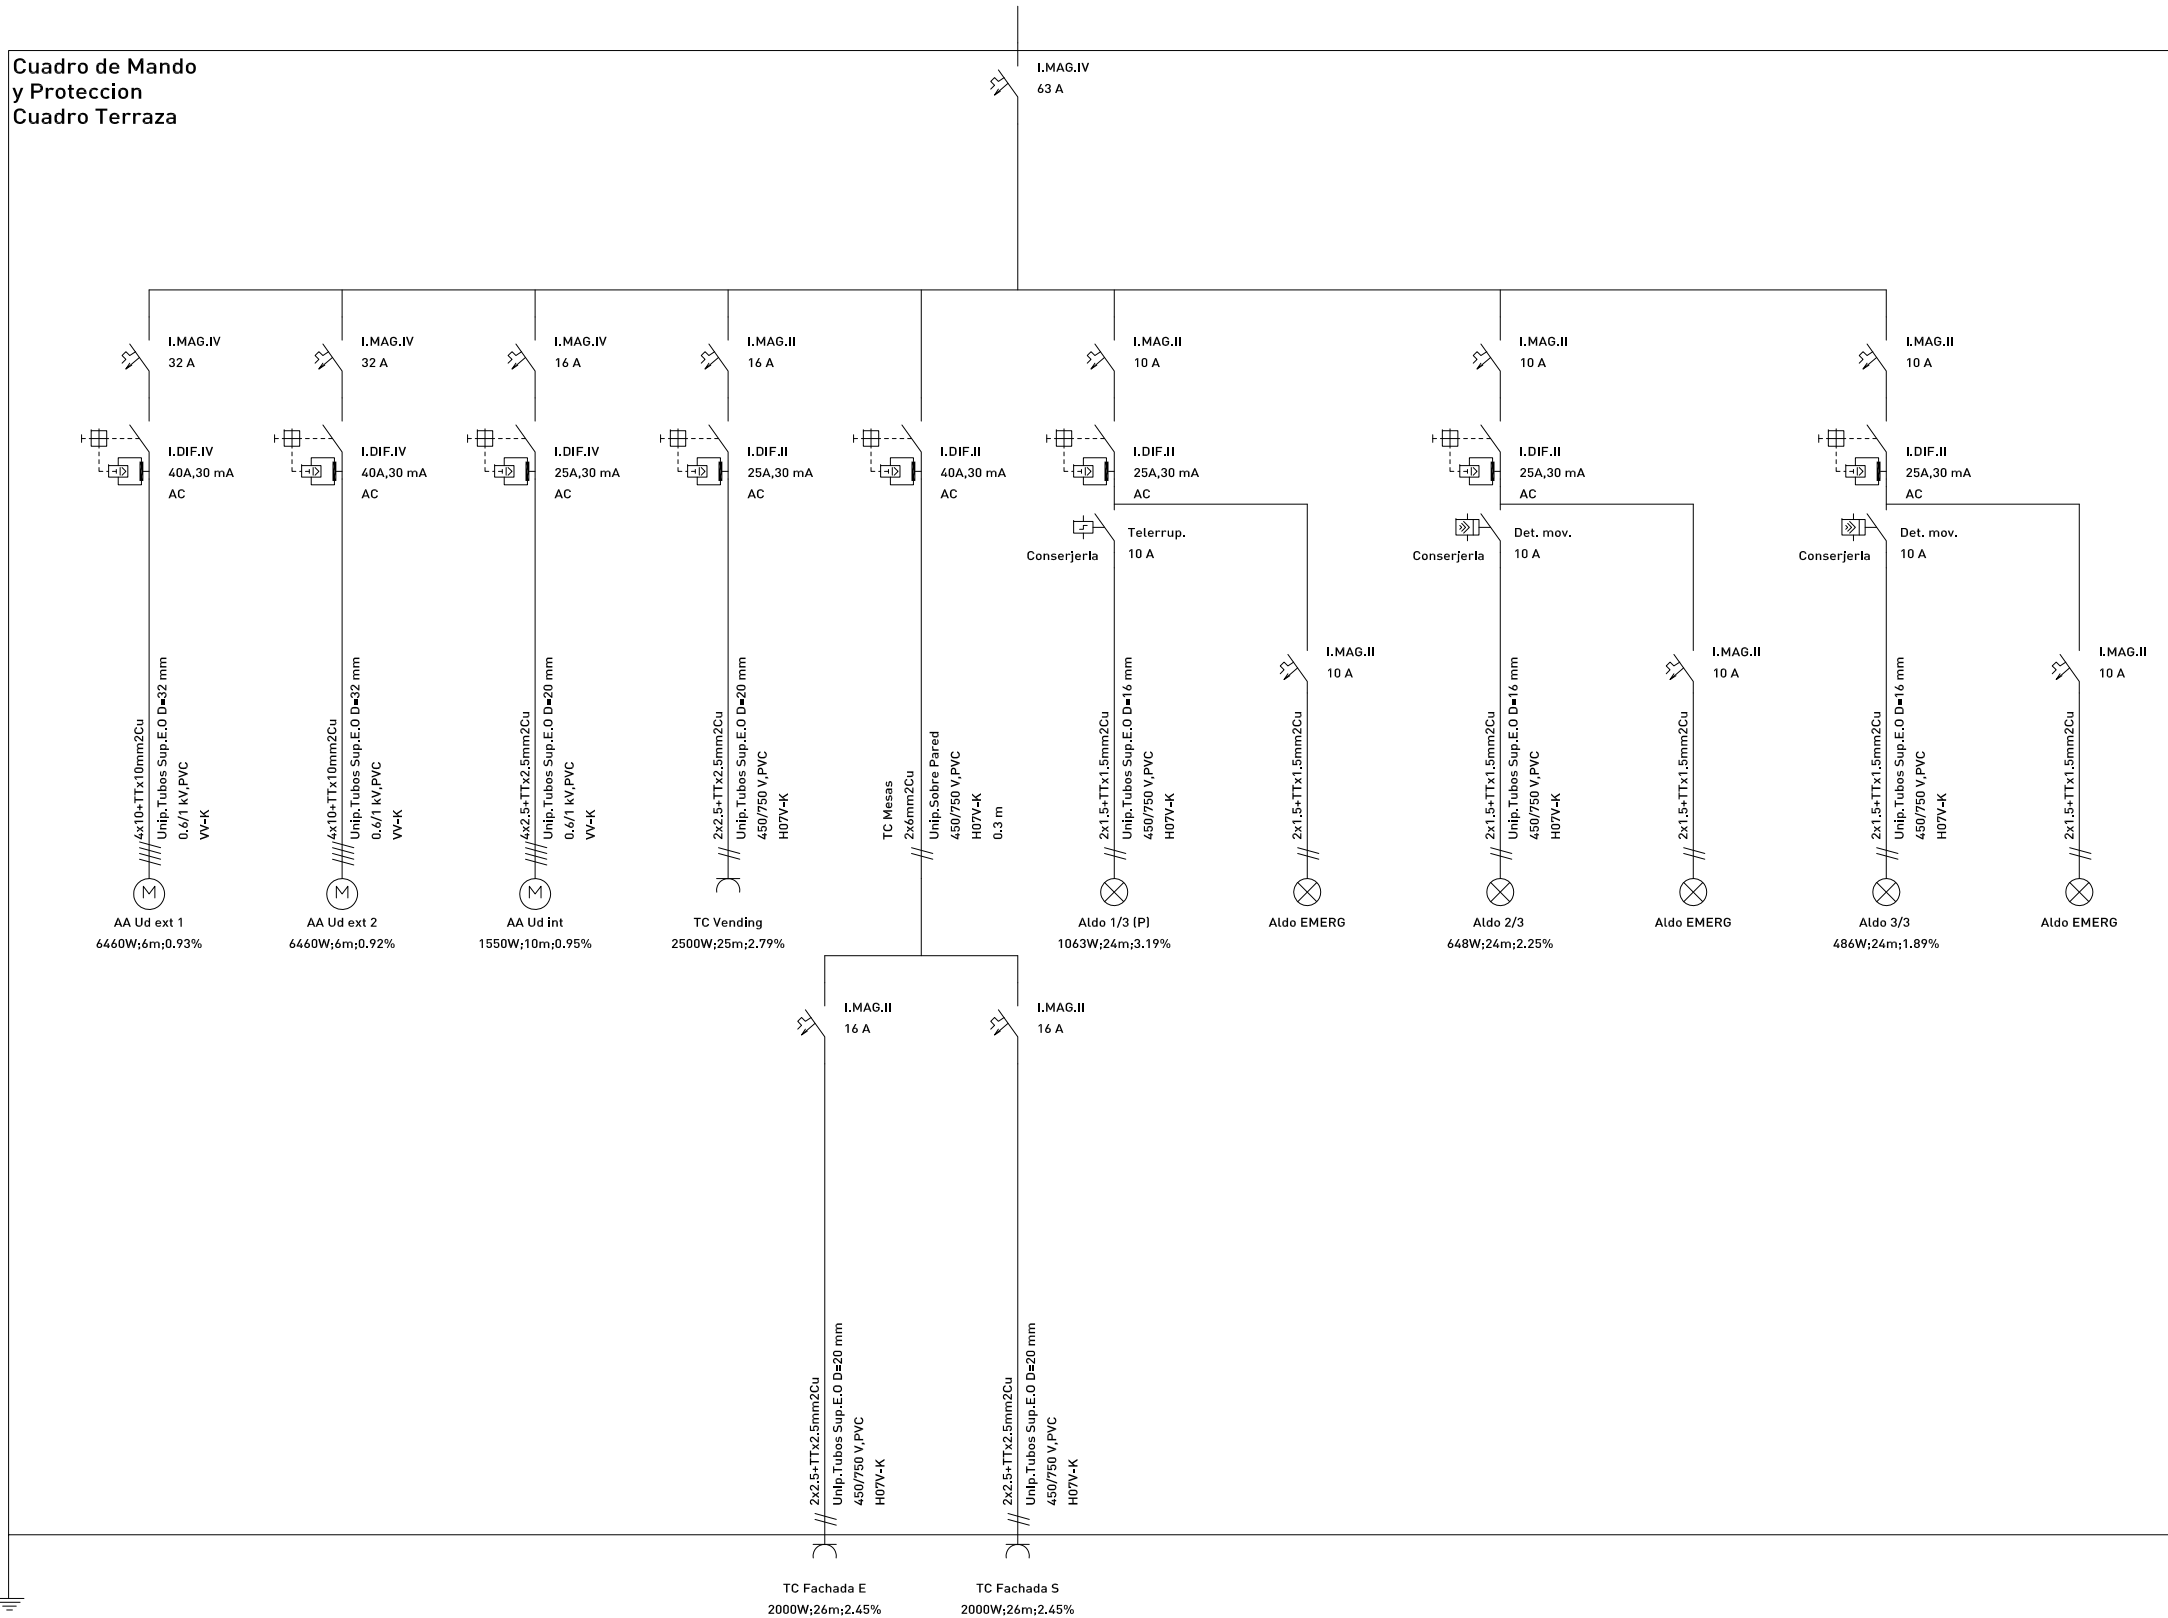 Cuadro de Mando
y Proteccion
Cuadro Terraza
I.MAG.IV
63 A
I.MAG.IV
32 A
I.DIF.IV
40A,30 mA
AC
4x10+TTx10mm2Cu
Unip.Tubos Sup.E.O D=32 mm
0.6/1 kV,PVC
VV-K
M
AA Ud ext 1
6460W;6m;0.93%
I.MAG.IV
32 A
I.DIF.IV
40A,30 mA
AC
4x10+TTx10mm2Cu
Unip.Tubos Sup.E.O D=32 mm
0.6/1 kV,PVC
VV-K
M
AA Ud ext 2
6460W;6m;0.92%
I.MAG.IV
16 A
I.DIF.IV
25A,30 mA
AC
4x2.5+TTx2.5mm2Cu
Unip.Tubos Sup.E.O D=20 mm
0.6/1 kV,PVC
VV-K
M
AA Ud int
1550W;10m;0.95%
I.MAG.II
16 A
I.DIF.II
25A,30 mA
AC
2x2.5+TTx2.5mm2Cu
Unip.Tubos Sup.E.O D=20 mm
450/750 V,PVC
H07V-K
TC Vending
2500W;25m;2.79%
I.DIF.II
40A,30 mA
AC
TC Mesas
2x6mm2Cu
Unip.Sobre Pared
450/750 V,PVC
H07V-K
0.3 m
I.MAG.II
16 A
2x2.5+TTx2.5mm2Cu
Unip.Tubos Sup.E.O D=20 mm
450/750 V,PVC
H07V-K
TC Fachada E
2000W;26m;2.45%
I.MAG.II
16 A
2x2.5+TTx2.5mm2Cu
Unip.Tubos Sup.E.O D=20 mm
450/750 V,PVC
H07V-K
TC Fachada S
2000W;26m;2.45%
I.MAG.II
10 A
I.DIF.II
25A,30 mA
AC
Telerrup.
10 A
Conserjeria
2x1.5+TTx1.5mm2Cu
Unip.Tubos Sup.E.O D=16 mm
450/750 V,PVC
H07V-K
Aldo 1/3 (P)
1063W;24m;3.19%
I.MAG.II
10 A
2x1.5+TTx1.5mm2Cu
Aldo EMERG
I.MAG.II
10 A
I.DIF.II
25A,30 mA
AC
Det. mov.
10 A
Conserjeria
2x1.5+TTx1.5mm2Cu
Unip.Tubos Sup.E.O D=16 mm
450/750 V,PVC
H07V-K
Aldo 2/3
648W;24m;2.25%
I.MAG.II
10 A
2x1.5+TTx1.5mm2Cu
Aldo EMERG
I.MAG.II
10 A
I.DIF.II
25A,30 mA
AC
Det. mov.
10 A
Conserjeria
2x1.5+TTx1.5mm2Cu
Unip.Tubos Sup.E.O D=16 mm
450/750 V,PVC
H07V-K
Aldo 3/3
486W;24m;1.89%
I.MAG.II
10 A
2x1.5+TTx1.5mm2Cu
Aldo EMERG